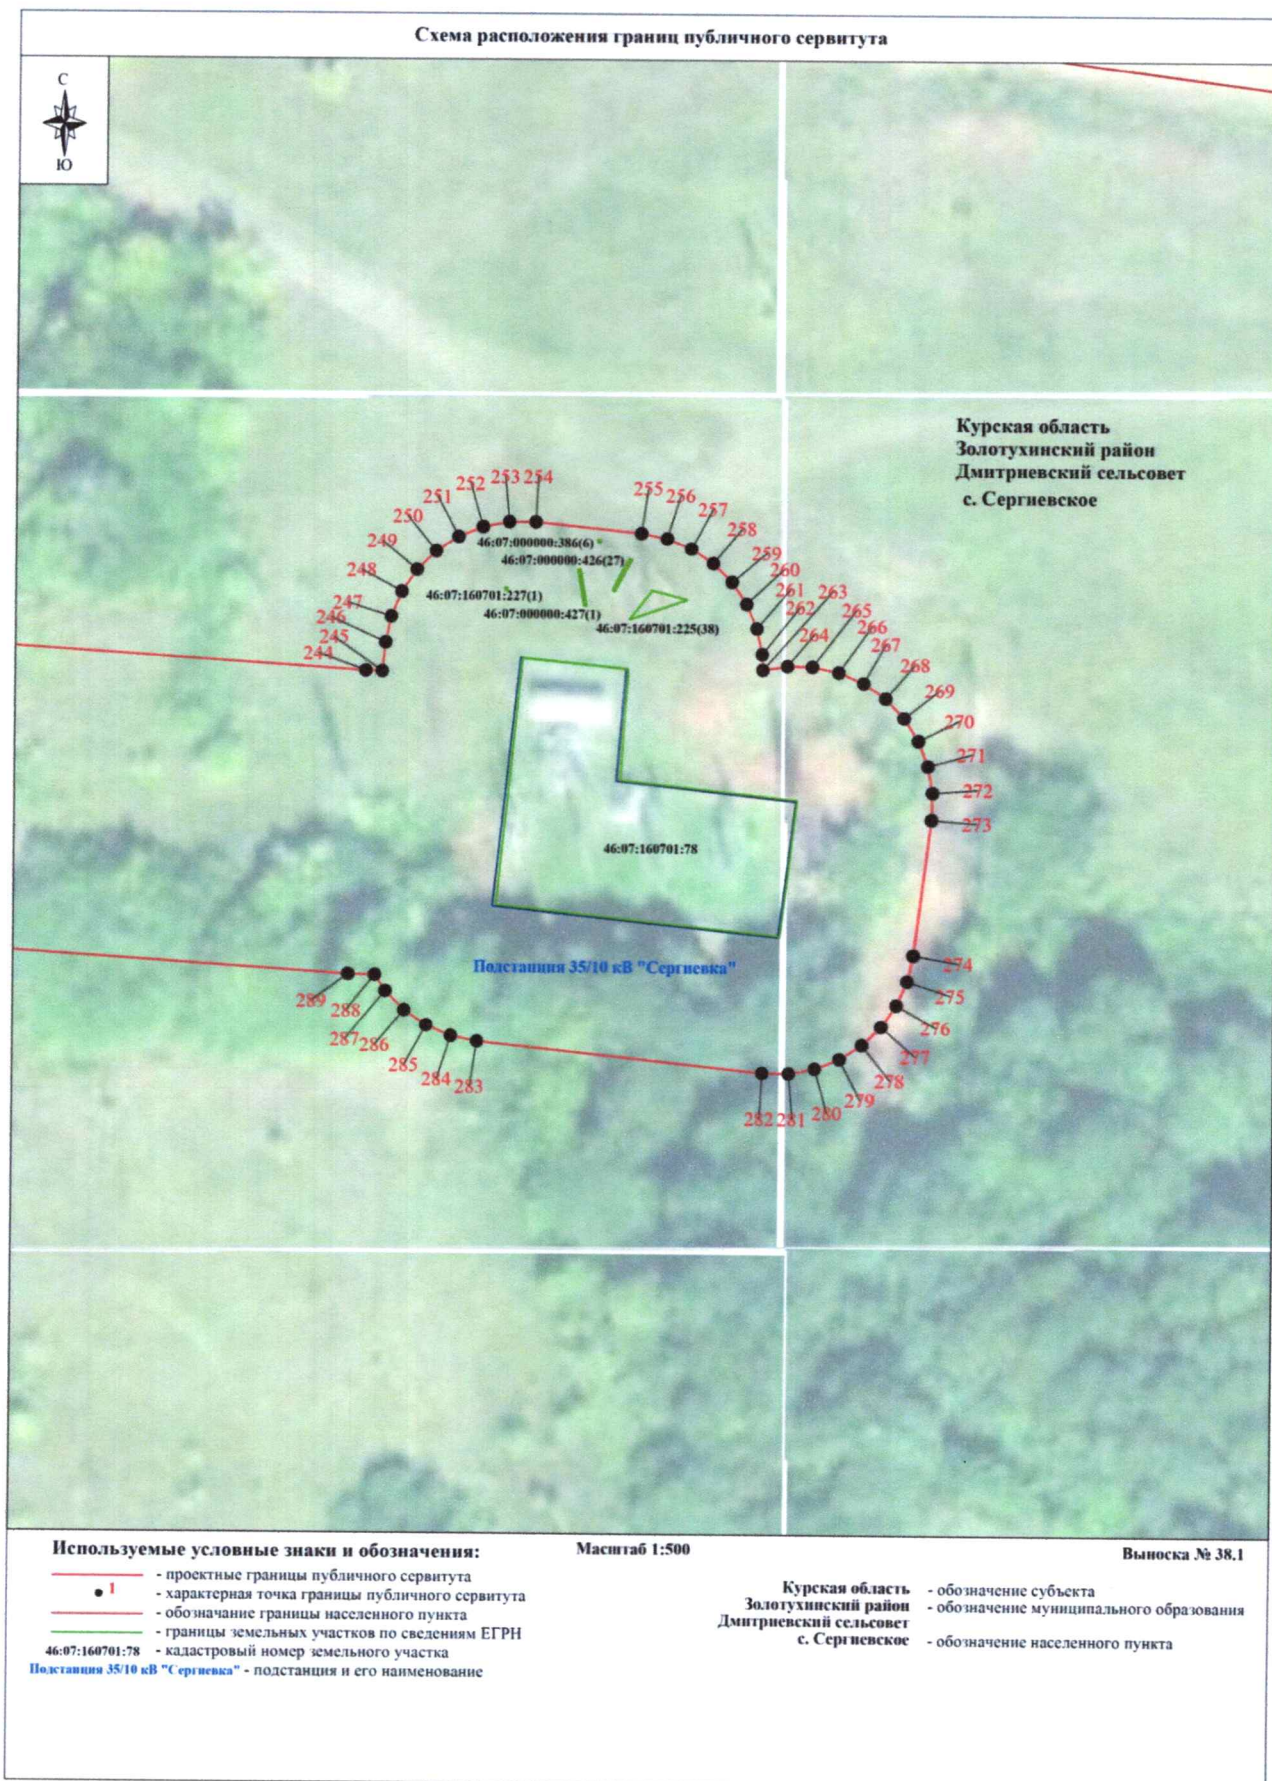 Схема расположения границ публичного сервитута
С
Ю
Курская область
Золотухинский район
Дмитриевский сельсовет
с. Сергиевское
244
245
246
247
248
249
250
251
252
253
254
255
256
257
258
259
260
261
262
263
264
265
266
267
268
269
270
271
272
273
274
275
276
277
278
279
280
281
282
283
284
285
286
287
288
289
46:07:000000:386(6)
46:07:000000:426(27)
46:07:160701:227(1)
46:07:000000:427(1)
46:07:160701:225(38)
46:07:160701:78
Подстанция 35/10 кВ "Сергиевка"
Используемые условные знаки и обозначения:
Масштаб 1:500
Выноска № 38.1
- проектные границы публичного сервитута
1 - характерная точка границы публичного сервитута
- обозначание границы населенного пункта
- границы земельных участков по сведениям ЕГРН
46:07:160701:78 - кадастровый номер земельного участка
Подстанция 35/10 кВ "Сергиевка" - подстанция и его наименование
Курская область - обозначение субъекта
Золотухинский район - обозначение муниципального образования
Дмитриевский сельсовет
с. Сергиевское - обозначение населенного пункта